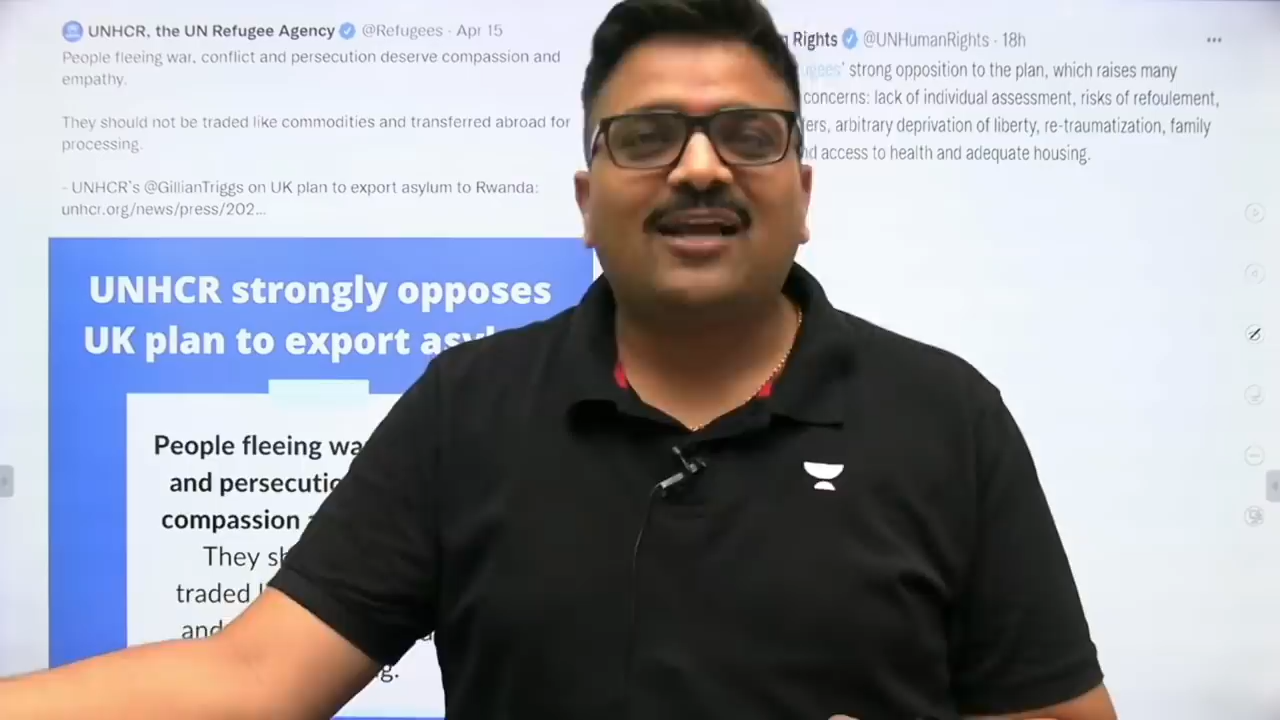 UNHCR, the UN Refugee Agency @Refugees · Apr 15
People fleeing war, conflict and persecution deserve compassion and
empathy.
They should not be traded like commodities and transferred abroad for
processing.
- UNHCR's @GillianTriggs on UK plan to export asylum to Rwanda:
unhcr.org/news/press/202...
UNHCR strongly opposes
UK plan to export
People fleeing
and
compassion
They
traded
and
Rights @UNHumanRights · 18h
strong opposition to the plan, which raises many
concerns: lack of individual assessment, risks of refoulement,
arbitrary deprivation of liberty, re-traumatization, family
access to health and adequate housing.